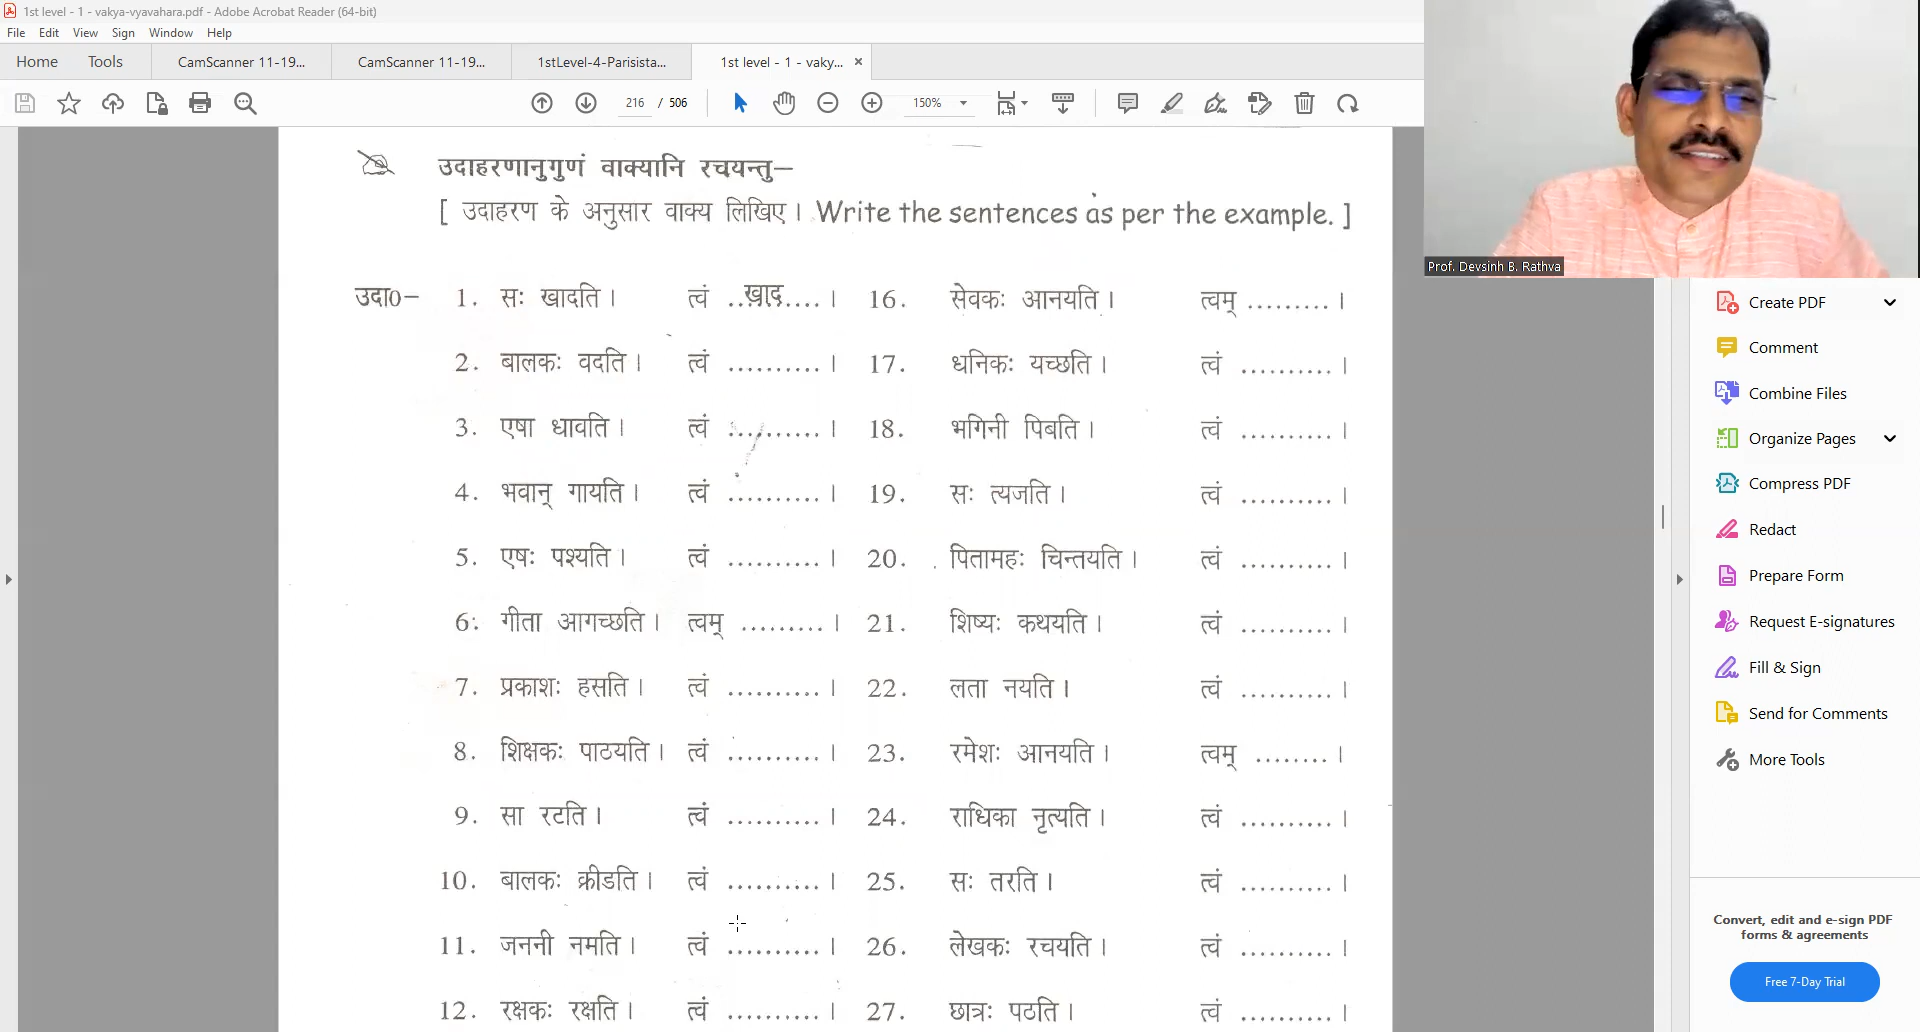 1st level - 1 - vakya-vyavahara.pdf - Adobe Acrobat Reader (64-bit)
File Edit View Sign Window Help
Home Tools CamScanner 11-19... CamScanner 11-19... 1stLevel-4-Parisista... 1st level - 1 - vaky... ×
216 / 506 150%
Prof. Devsinh B. Rathva
उदाहरणानुगुणं वाक्यानि रचयन्तु–
[ उदाहरण के अनुसार वाक्य लिखिए। Write the sentences as per the example. ]
उदा0– 1. सः खादति। त्वं ..खाद....। 16. सेवकः आनयति। त्वम् .........।
2. बालकः वदति। त्वं ..........। 17. धनिकः यच्छति। त्वं ..........।
3. एषा धावति। त्वं ..........। 18. भगिनी पिबति। त्वं ..........।
4. भवान् गायति। त्वं ..........। 19. सः त्यजति। त्वं ..........।
5. एषः पश्यति। त्वं ..........। 20. पितामहः चिन्तयति। त्वं ..........।
6. गीता आगच्छति। त्वम् .........। 21. शिष्यः कथयति। त्वं ..........।
7. प्रकाशः हसति। त्वं ..........। 22. लता नयति। त्वं ..........।
8. शिक्षकः पाठयति। त्वं ..........। 23. रमेशः आनयति। त्वम् ........।
9. सा रटति। त्वं ..........। 24. राधिका नृत्यति। त्वं ..........।
10. बालकः क्रीडति। त्वं ..........। 25. सः तरति। त्वं ..........।
11. जननी नमति। त्वं ..........। 26. लेखकः रचयति। त्वं ..........।
12. रक्षकः रक्षति। त्वं ..........। 27. छात्रः पठति। त्वं ..........।
Create PDF
Comment
Combine Files
Organize Pages
Compress PDF
Redact
Prepare Form
Request E-signatures
Fill & Sign
Send for Comments
More Tools
Convert, edit and e-sign PDF
forms & agreements
Free 7-Day Trial